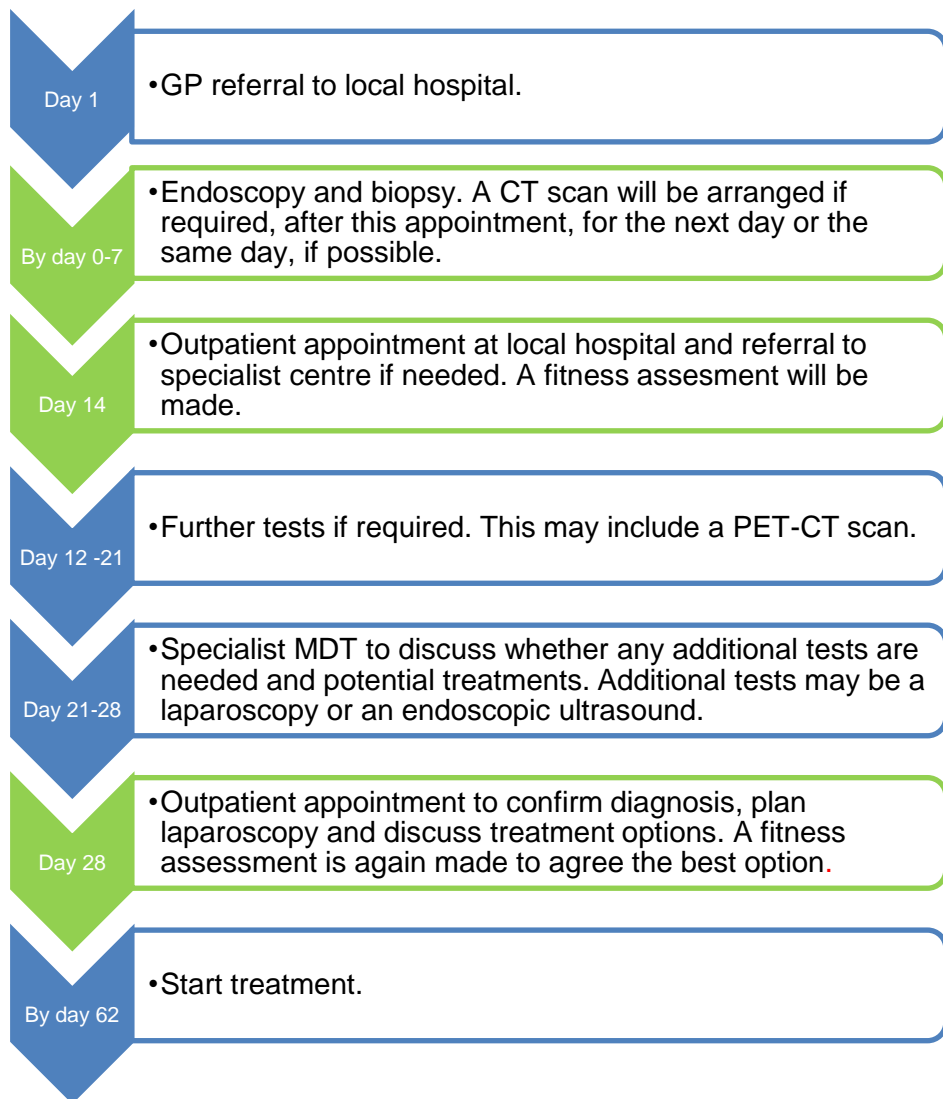 Day 1
•GP referral to local hospital.
By day 0-7
•Endoscopy and biopsy. A CT scan will be arranged if
required, after this appointment, for the next day or the
same day, if possible.
Day 14
•Outpatient appointment at local hospital and referral to
specialist centre if needed. A fitness assesment will be
made.
Day 12 -21
•Further tests if required. This may include a PET-CT scan.
Day 21-28
•Specialist MDT to discuss whether any additional tests are
needed and potential treatments. Additional tests may be a
laparoscopy or an endoscopic ultrasound.
Day 28
•Outpatient appointment to confirm diagnosis, plan
laparoscopy and discuss treatment options. A fitness
assessment is again made to agree the best option.
By day 62
•Start treatment.